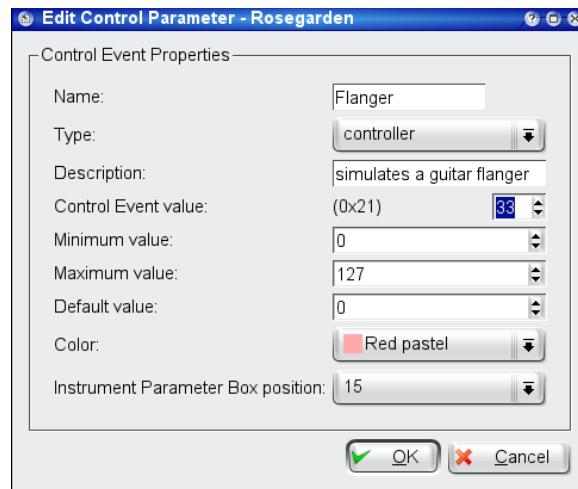 Edit Control Parameter - Rosegarden
Control Event Properties
Name: Flanger
Type: controller
Description: simulates a guitar flanger
Control Event value: (0x21) 33
Minimum value: 0
Maximum value: 127
Default value: 0
Color: Red pastel
Instrument Parameter Box position: 15
OK Cancel